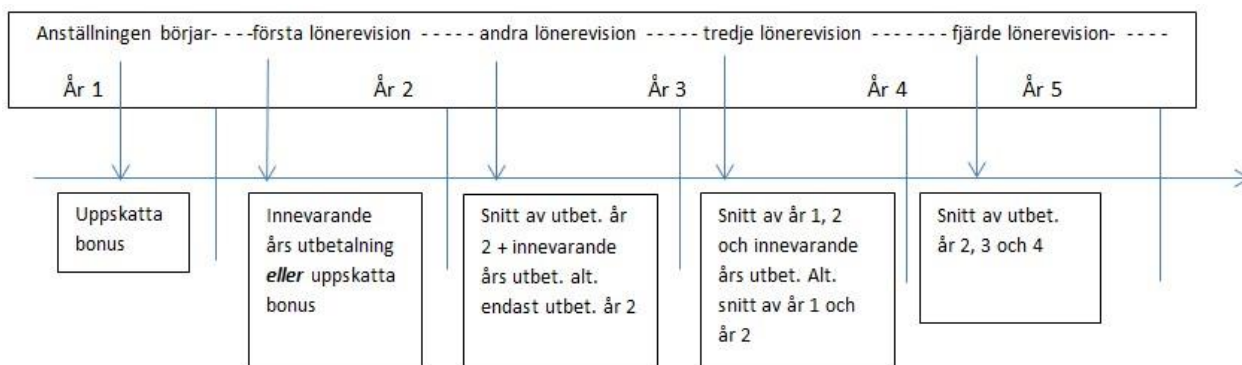 Anställningen börjar- - - -första lönerevision - - - - - andra lönerevision - - - - -tredje lönerevision - - - - - - - fjärde lönerevision- - - - -
År 1 År 2 År 3 År 4 År 5
Uppskatta
bonus
Innevarande
års utbetalning
eller uppskatta
bonus
Snitt av utbet. år
2 + innevarande
års utbet. alt.
endast utbet. år 2
Snitt av år 1, 2
och innevarande
års utbet. Alt.
snitt av år 1 och
år 2
Snitt av utbet.
år 2, 3 och 4